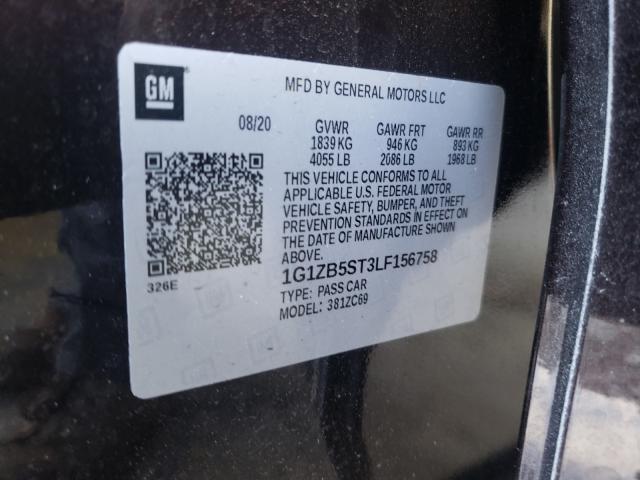 GM
MFD BY GENERAL MOTORS LLC
08/20 GVWR GAWR FRT GAWR RR
1839 KG 946 KG 893 KG
4055 LB 2086 LB 1968 LB
THIS VEHICLE CONFORMS TO ALL
APPLICABLE U.S. FEDERAL MOTOR
VEHICLE SAFETY, BUMPER, AND THEFT
PREVENTION STANDARDS IN EFFECT ON
THE DATE OF MANUFACTURE SHOWN
ABOVE.
326E
1G1ZB5ST3LF156758
TYPE: PASS CAR
MODEL: 381ZC69